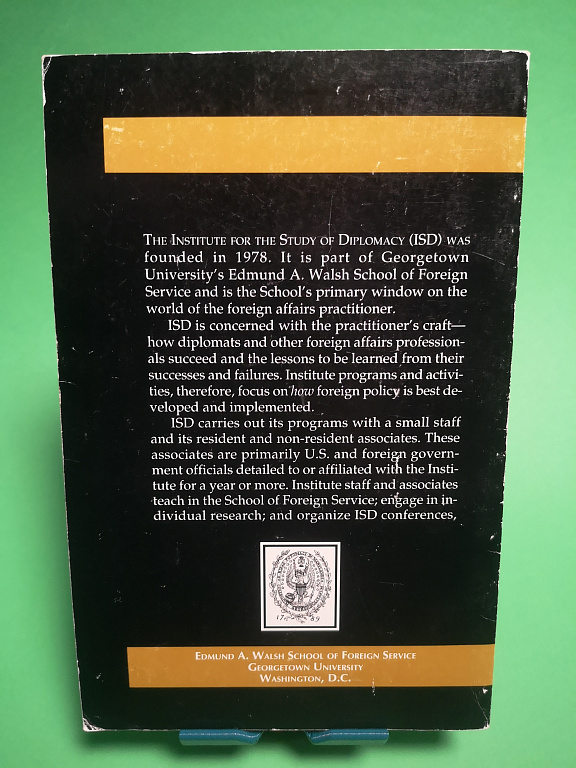 THE INSTITUTE FOR THE STUDY OF DIPLOMACY (ISD) WAS
founded in 1978. It is part of Georgetown
University's Edmund A. Walsh School of Foreign
Service and is the School's primary window on the
world of the foreign affairs practitioner.
ISD is concerned with the practitioner's craft—
how diplomats and other foreign affairs profession-
als succeed and the lessons to be learned from their
successes and failures. Institute programs and activi-
ties, therefore, focus on how foreign policy is best de-
veloped and implemented.
ISD carries out its programs with a small staff
and its resident and non-resident associates. These
associates are primarily U.S. and foreign govern-
ment officials detailed to or affiliated with the Insti-
tute for a year or more. Institute staff and associates
teach in the School of Foreign Service; engage in in-
dividual research; and organize ISD conferences,
17 89
EDMUND A. WALSH SCHOOL OF FOREIGN SERVICE
GEORGETOWN UNIVERSITY
WASHINGTON, D.C.